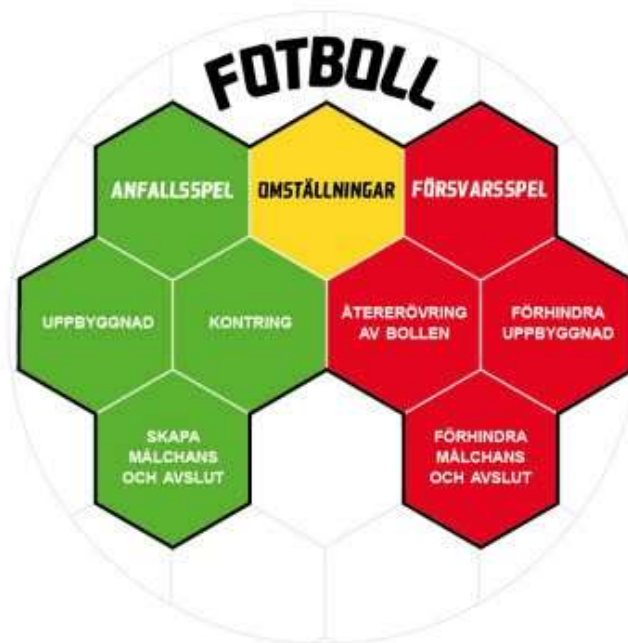 FOTBOLL
ANFALLSSPEL
OMSTÄLLNINGAR
FÖRSVARSSPEL
UPPBYGGNAD
KONTRING
ÅTERERÖVRING
AV BOLLEN
FÖRHINDRA
UPPBYGGNAD
SKAPA
MÅLCHANS
OCH AVSLUT
FÖRHINDRA
MÅLCHANS
OCH AVSLUT